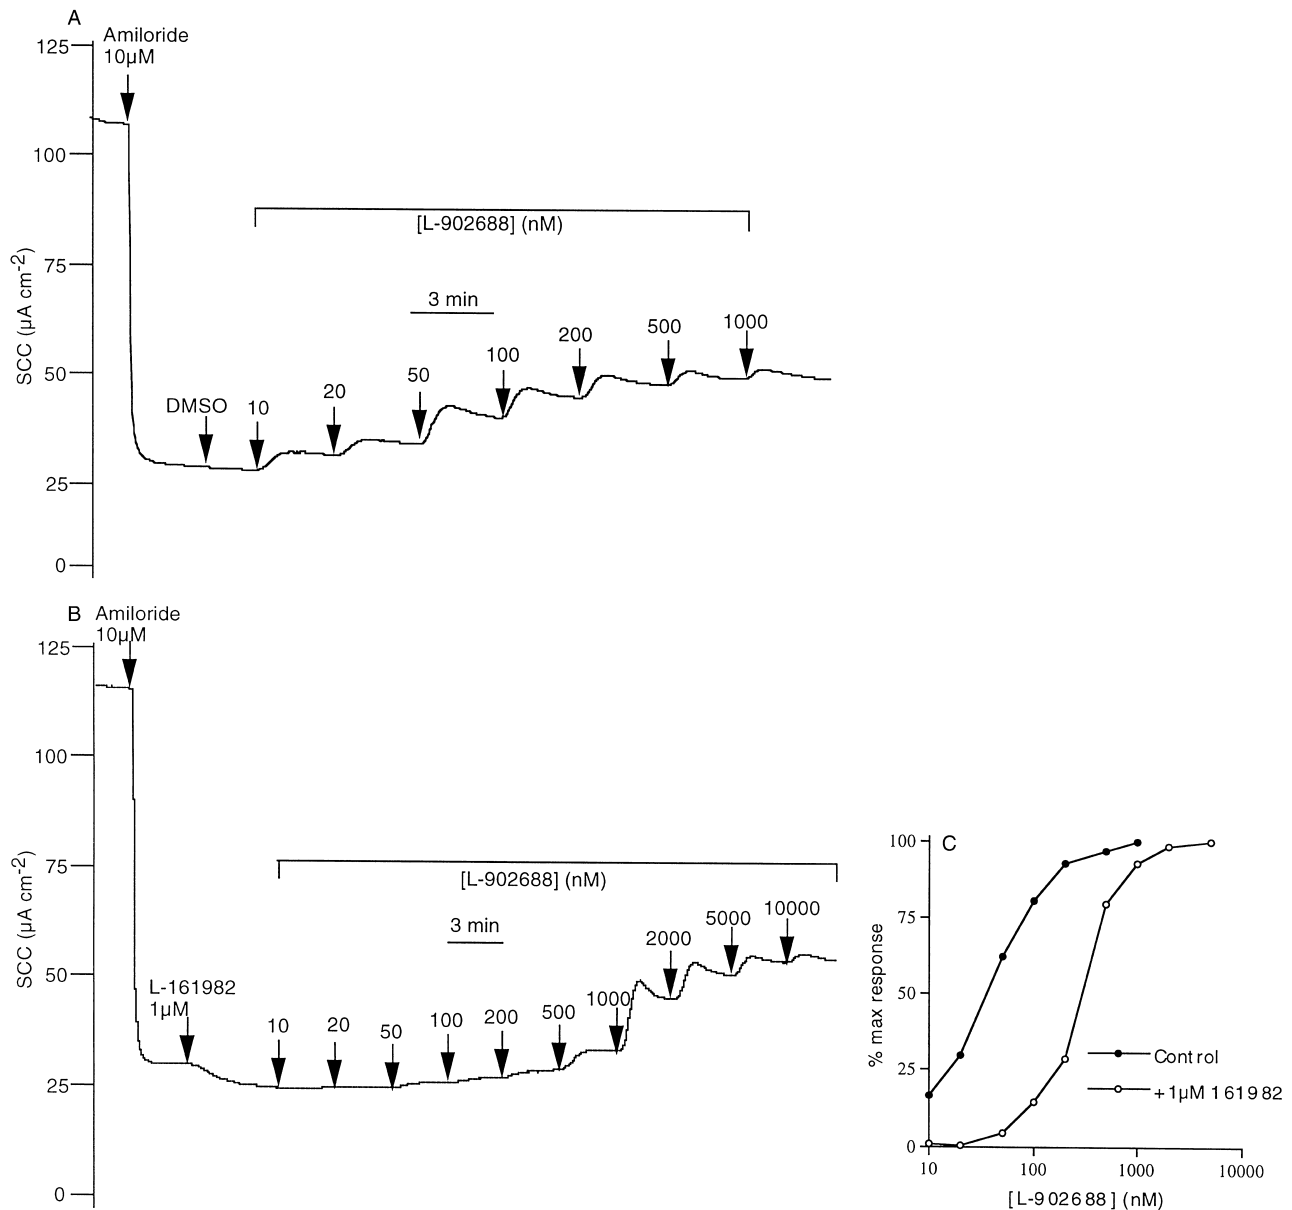 A
Amiloride
10µM
125
100
75
50
25
0
SCC (µA cm-2)
[L-902688] (nM)
3 min
DMSO
10
20
50
100
200
500
1000
B
Amiloride
10µM
125
100
75
50
25
0
SCC (µA cm-2)
[L-902688] (nM)
3 min
L-161982
1µM
10
20
50
100
200
500
1000
2000
5000
10000
C
100
75
50
25
0
% max response
Control
+1µM 161982
10
100
1000
10000
[L-902688] (nM)